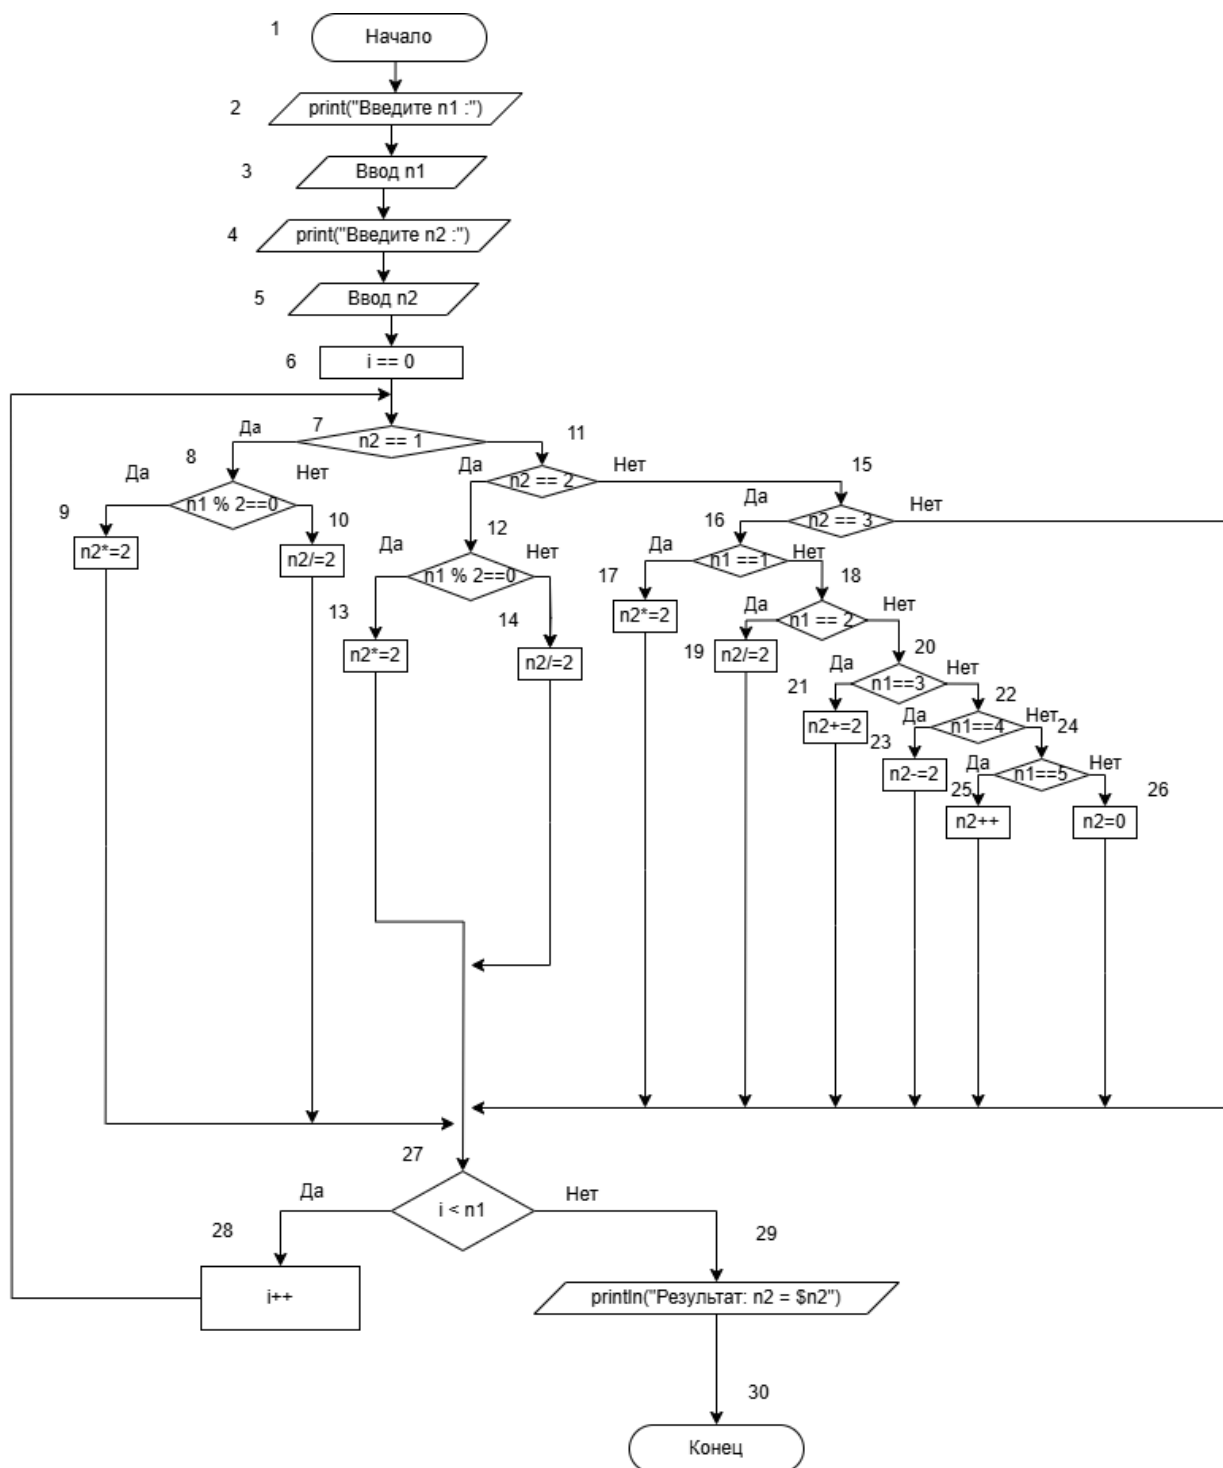 1
Начало
2
print("Введите n1 :")
3
Ввод n1
4
print("Введите n2 :")
5
Ввод n2
6
i == 0
Да
7
n2 == 1
11
8
Да
Нет
n1 % 2==0
9
n2*=2
10
n2/=2
Да
n2 == 2
Нет
12
Да
Нет
n1 % 2==0
13
n2*=2
14
n2/=2
15
Да
n2 == 3
Нет
16
Да
n1 ==1
Нет
17
n2*=2
18
Да
n1 == 2
Нет
19
n2/=2
20
Да
n1==3
Нет
21
n2+=2
22
Да
n1==4
Нет
23
n2-=2
24
Да
n1==5
Нет
25
n2++
26
n2=0
27
Да
i < n1
Нет
28
i++
29
println("Результат: n2 = $n2")
30
Конец